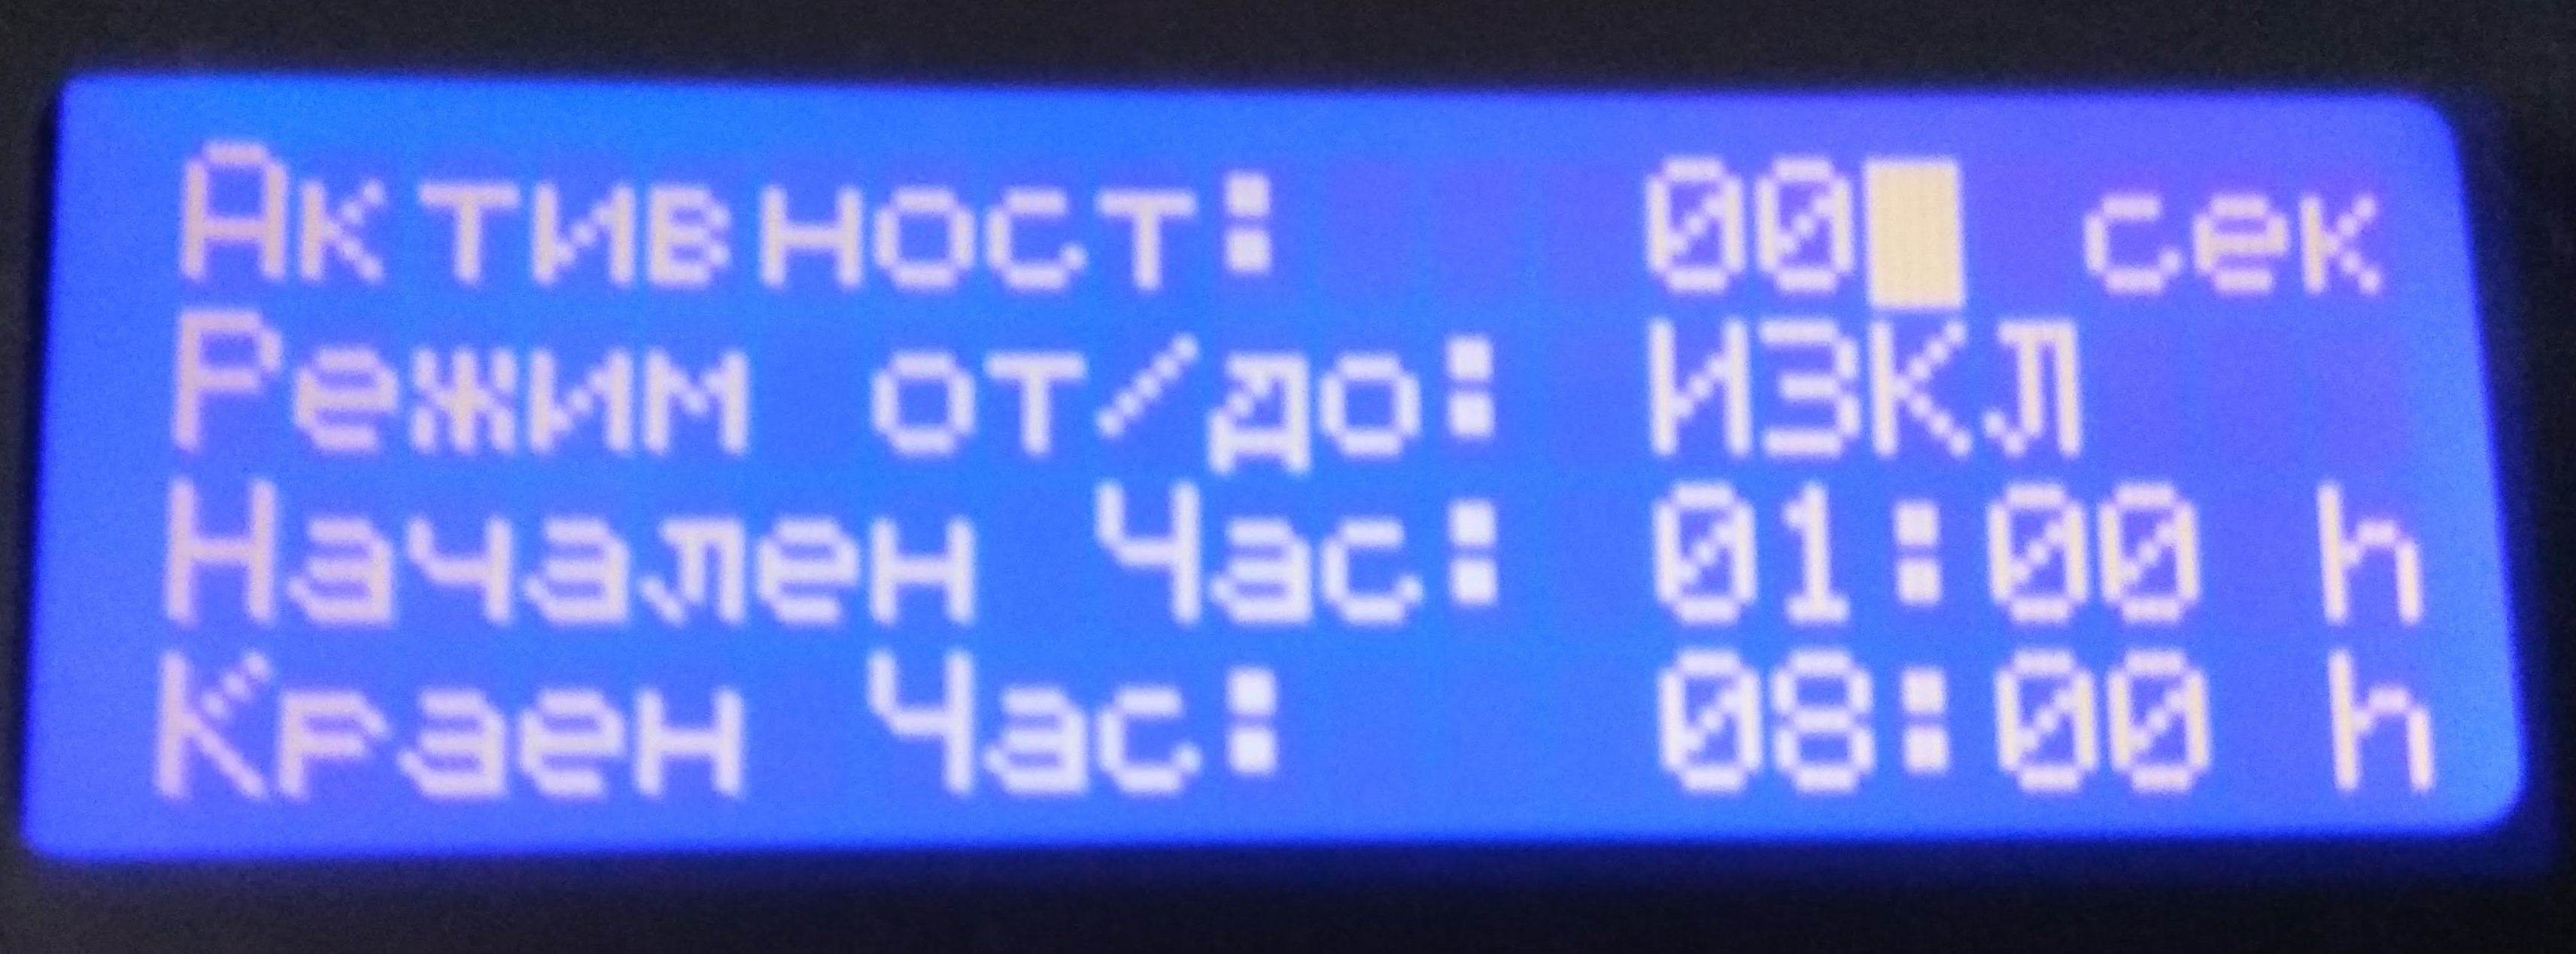 Активност: 00█ сек
Режим от/до: ИЗКЛ
Начален Час: 01:00 h
Краен Час: 08:00 h